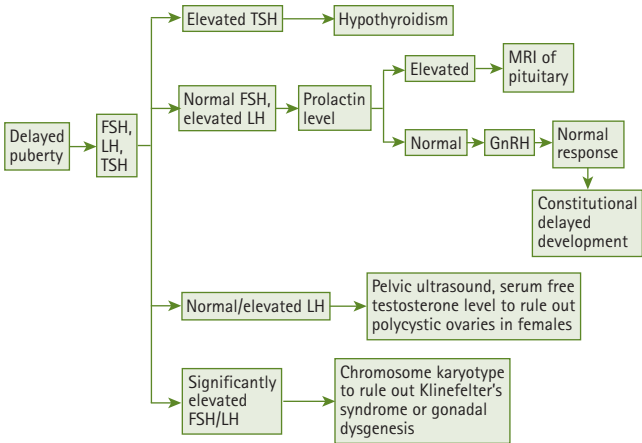 Delayed
puberty
FSH,
LH,
TSH
Elevated TSH
Hypothyroidism
Normal FSH,
elevated LH
Prolactin
level
Elevated
MRI of
pituitary
Normal
GnRH
Normal
response
Constitutional
delayed
development
Normal/elevated LH
Pelvic ultrasound, serum free
testosterone level to rule out
polycystic ovaries in females
Significantly
elevated
FSH/LH
Chromosome karyotype
to rule out Klinefelter's
syndrome or gonadal
dysgenesis